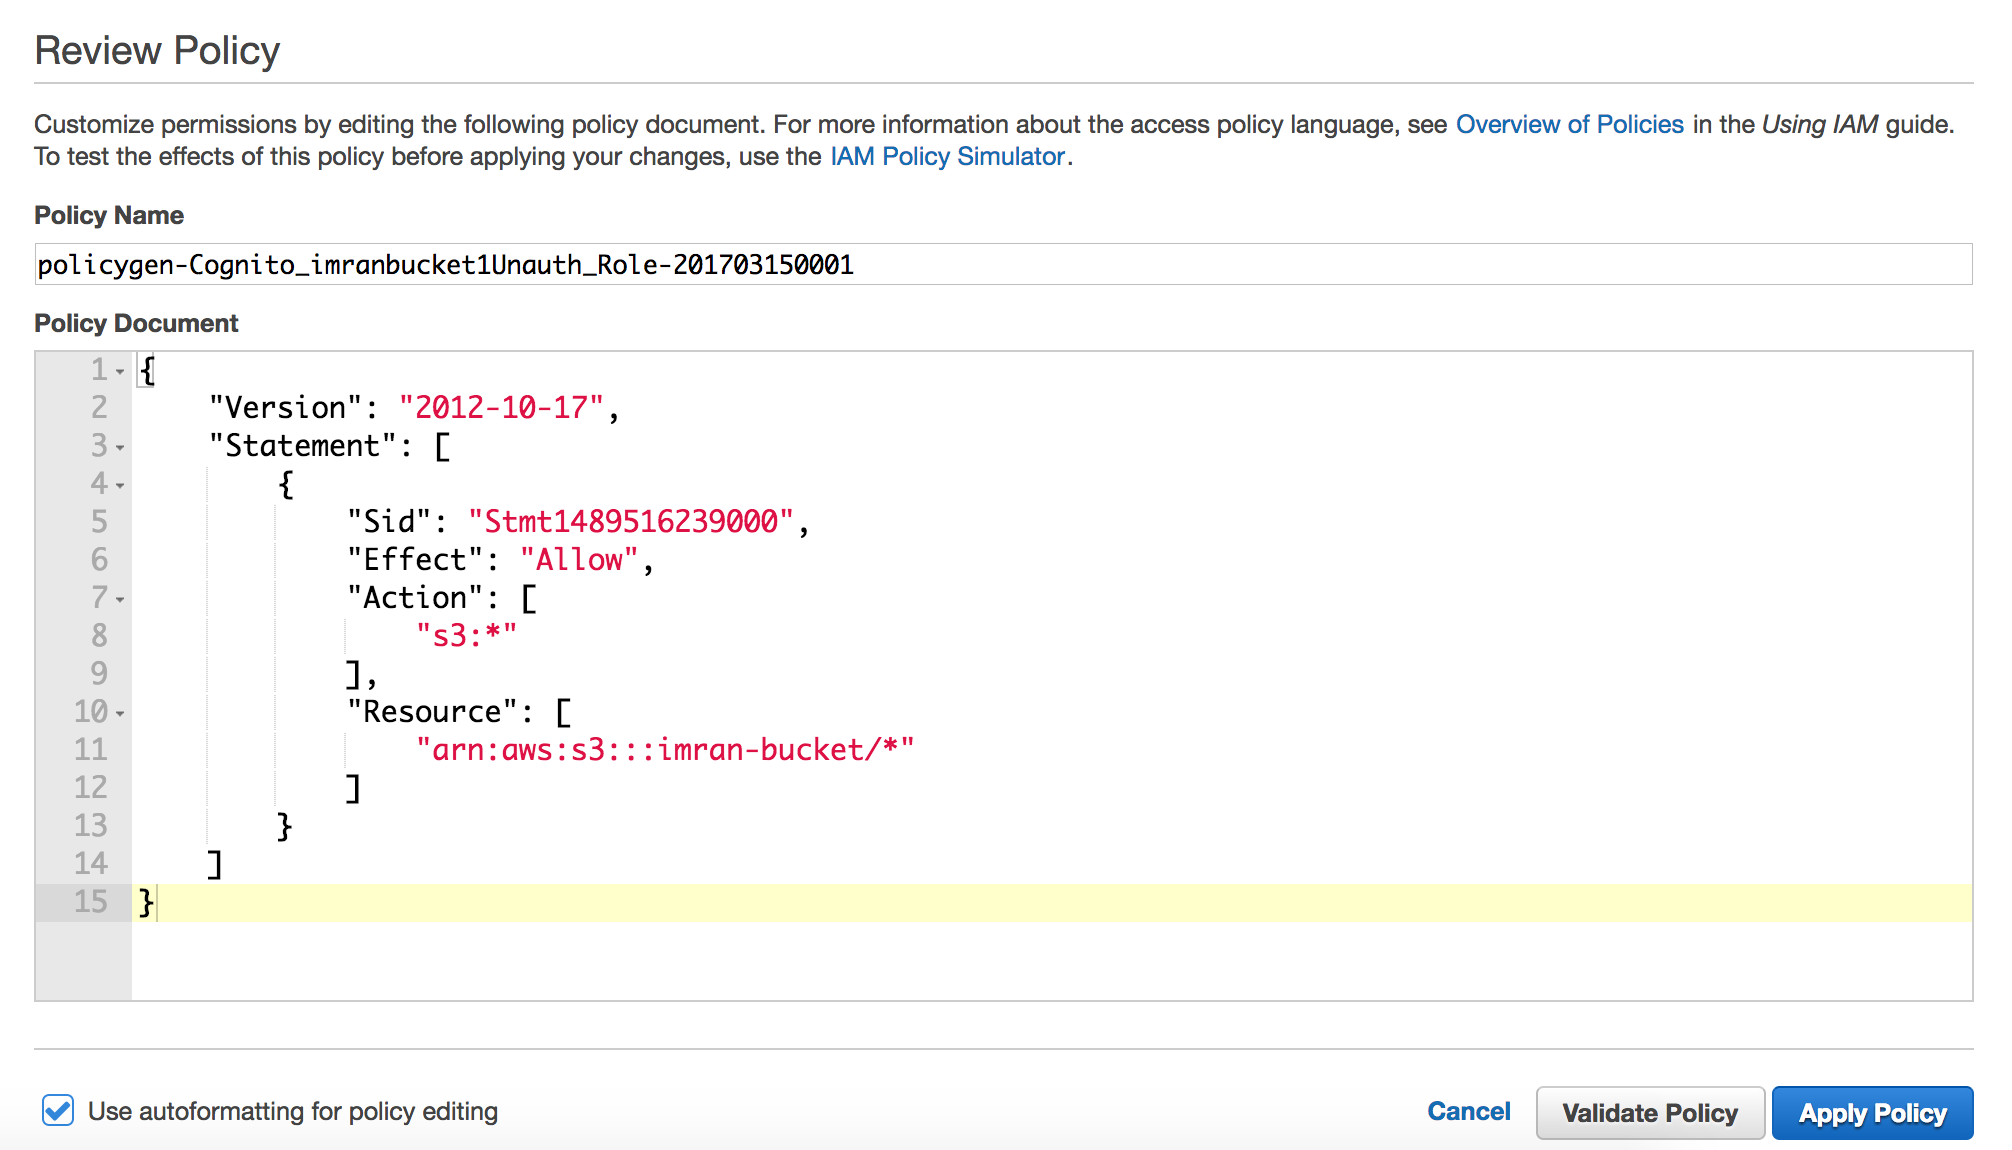 Review Policy
Customize permissions by editing the following policy document. For more information about the access policy language, see Overview of Policies in the Using IAM guide.
To test the effects of this policy before applying your changes, use the IAM Policy Simulator.
Policy Name
policygen-Cognito_imranbucket1Unauth_Role-201703150001
Policy Document
1 {
2     "Version": "2012-10-17",
3     "Statement": [
4         {
5             "Sid": "Stmt1489516239000",
6             "Effect": "Allow",
7             "Action": [
8                 "s3:*"
9             ],
10             "Resource": [
11                 "arn:aws:s3:::imran-bucket/*"
12             ]
13         }
14     ]
15 }
Use autoformatting for policy editing Cancel Validate Policy Apply Policy